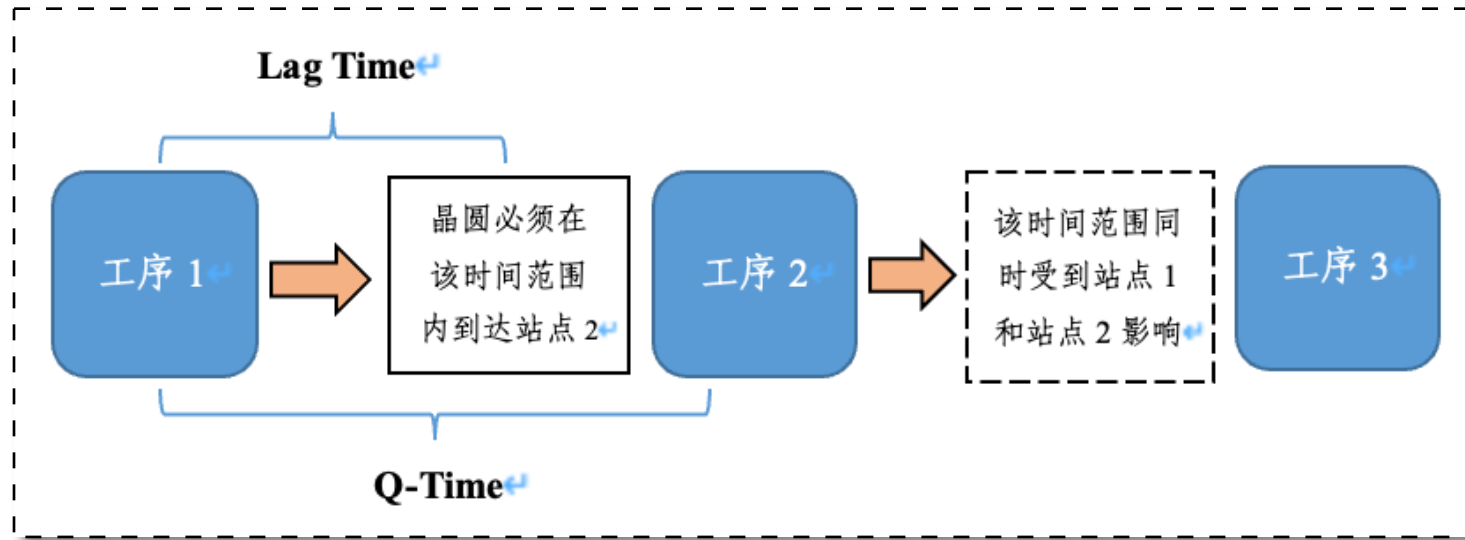 Lag Time↵
工序 1↵
晶圆必须在
该时间范围
内到达站点 2↵
工序 2↵
该时间范围同
时受到站点 1
和站点 2 影响↵
工序 3↵
Q-Time↵